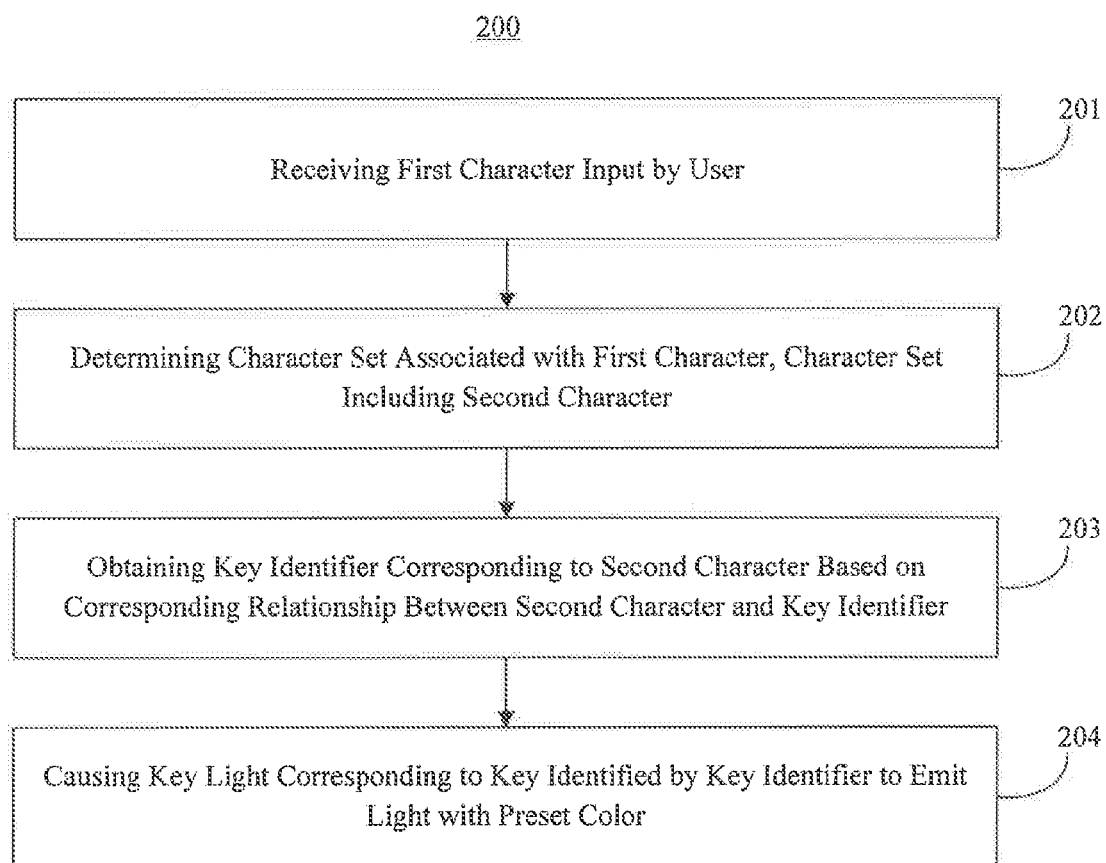 200
201
Receiving First Character Input by User
202
Determining Character Set Associated with First Character, Character Set
Including Second Character
203
Obtaining Key Identifier Corresponding to Second Character Based on
Corresponding Relationship Between Second Character and Key Identifier
204
Causing Key Light Corresponding to Key Identified by Key Identifier to Emit
Light with Preset Color